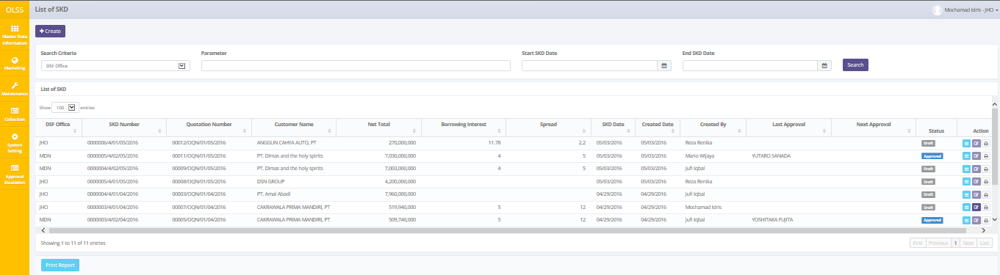 OLSS
List of SKD
Mochamad Idris - JHO
Create
Master Data Information
Marketing
Maintenance
Collection
System Setting
Approval Escalation
Search Criteria Parameter Start SKD Date End SKD Date
DSF Office Search
List of SKD
Show 100 entries
DSF Office SKD Number Quotation Number Customer Name Net Total Borrowing Interest Spread SKD Date Created Date Created By Last Approval Next Approval Status Action
JHO 0000006/4/01/05/2016 00012/OQN/01/05/2016 ANGGUN CAHYA AUTO, PT 270,000,000 11.78 2.2 05/03/2016 05/03/2016 Reza Renika Draft
MDN 0000005/4/02/05/2016 00011/OQN/01/05/2016 PT. Dimas and the holy spirits 7,030,000,000 4 5 05/03/2016 05/03/2016 Mario Wijaya YUTARO SANADA Approved
MDN 0000004/4/02/05/2016 00009/OQN/01/05/2016 PT. Dimas and the holy spirits 7,003,000,000 4 5 05/03/2016 05/03/2016 Jufi Iqbal Draft
JHO 0000005/4/01/05/2016 00008/OQN/01/05/2016 DSN GROUP 4,200,000,000 05/03/2016 05/03/2016 Reza Renika Draft
JHO 0000004/4/01/04/2016 00003/OQN/01/04/2016 PT. Amal Abadi 7,960,000,000 04/29/2016 04/29/2016 Jufi Iqbal Draft
JHO 0000003/4/01/04/2016 00007/OQN/01/04/2016 CAKRAWALA PRIMA MANDIRI, PT 519,940,000 5 12 04/29/2016 04/29/2016 Mochamad Idris Draft
MDN 0000003/4/02/04/2016 00005/OQN/01/04/2016 CAKRAWALA PRIMA MANDIRI, PT 509,740,000 5 12 04/29/2016 04/29/2016 Jufi Iqbal YOSHITAKA FUJITA Approved
Showing 1 to 11 of 11 entries
First Previous 1 Next Last
Print Report